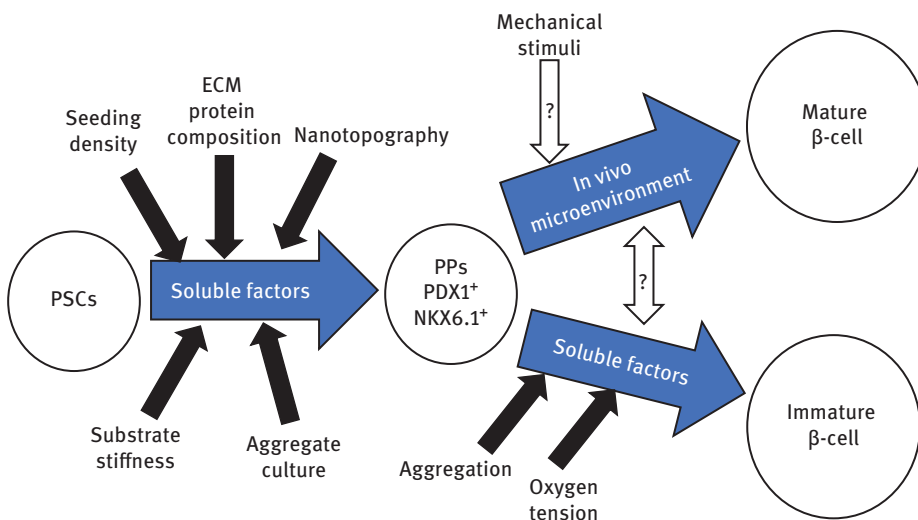 Mechanical
stimuli
?
ECM
protein
composition
Seeding
density
Nanotopography
In vivo
microenvironment
Mature
β-cell
PSCs
Soluble factors
PPs
PDX1⁺
NKX6.1⁺
?
Soluble factors
Immature
β-cell
Substrate
stiffness
Aggregate
culture
Aggregation
Oxygen
tension